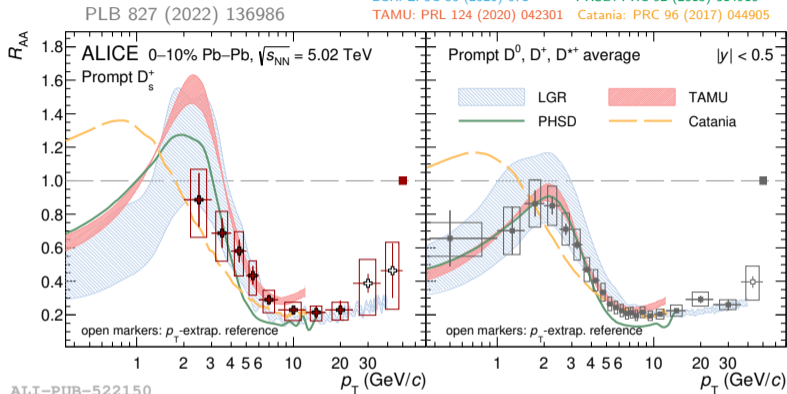 PLB 827 (2022) 136986
TAMU: PRL 124 (2020) 042301 Catania: PRC 96 (2017) 044905
R_AA
ALICE 0–10% Pb–Pb, √s_NN = 5.02 TeV
Prompt D_s^+
1.8
1.6
1.4
1.2
1.0
0.8
0.6
0.4
0.2
open markers: p_T-extrap. reference
1 2 3 4 5 6 10 20 30
p_T (GeV/c)
Prompt D⁰, D⁺, D*⁺ average |y| < 0.5
LGR TAMU
PHSD Catania
open markers: p_T-extrap. reference
1 2 3 4 5 6 10 20 30
p_T (GeV/c)
ALI-PUB-522150